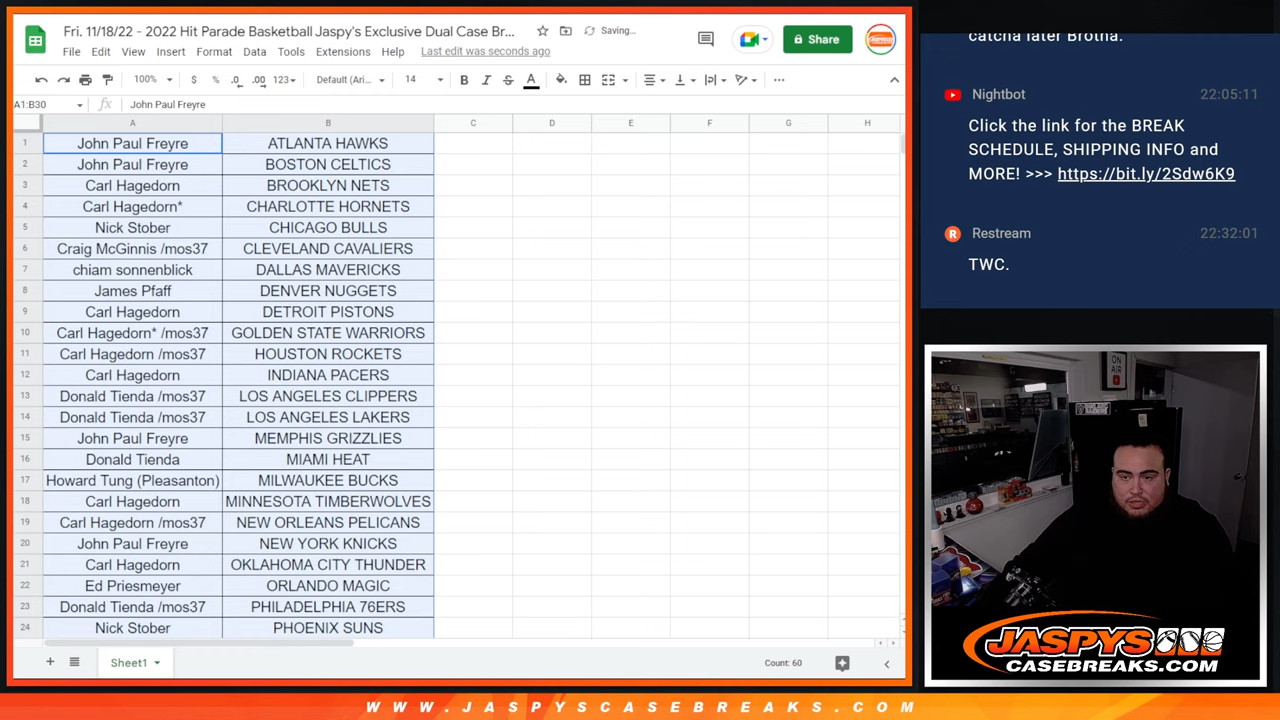 Fri. 11/18/22 - 2022 Hit Parade Basketball Jaspy's Exclusive Dual Case Br... Saving...
Share
File Edit View Insert Format Data Tools Extensions Help Last edit was seconds ago
100% $ % .0 .00 123 Default (Ari... 14 B I S A
A1:B30 fx John Paul Freyre
A B C D E F G H
1 John Paul Freyre ATLANTA HAWKS
2 John Paul Freyre BOSTON CELTICS
3 Carl Hagedorn BROOKLYN NETS
4 Carl Hagedorn* CHARLOTTE HORNETS
5 Nick Stober CHICAGO BULLS
6 Craig McGinnis /mos37 CLEVELAND CAVALIERS
7 chiam sonnenblick DALLAS MAVERICKS
8 James Pfaff DENVER NUGGETS
9 Carl Hagedorn DETROIT PISTONS
10 Carl Hagedorn* /mos37 GOLDEN STATE WARRIORS
11 Carl Hagedorn /mos37 HOUSTON ROCKETS
12 Carl Hagedorn INDIANA PACERS
13 Donald Tienda /mos37 LOS ANGELES CLIPPERS
14 Donald Tienda /mos37 LOS ANGELES LAKERS
15 John Paul Freyre MEMPHIS GRIZZLIES
16 Donald Tienda MIAMI HEAT
17 Howard Tung (Pleasanton) MILWAUKEE BUCKS
18 Carl Hagedorn MINNESOTA TIMBERWOLVES
19 Carl Hagedorn /mos37 NEW ORLEANS PELICANS
20 John Paul Freyre NEW YORK KNICKS
21 Carl Hagedorn OKLAHOMA CITY THUNDER
22 Ed Priesmeyer ORLANDO MAGIC
23 Donald Tienda /mos37 PHILADELPHIA 76ERS
24 Nick Stober PHOENIX SUNS
Sheet1
Count: 60
catcha later Brotha.
Nightbot 22:05:11
Click the link for the BREAK
SCHEDULE, SHIPPING INFO and
MORE! >>> https://bit.ly/2Sdw6K9
Restream 22:32:01
TWC.
ON
AIR
JASPYS
CASEBREAKS.COM
WWW.JASPYSCASEBREAKS.COM